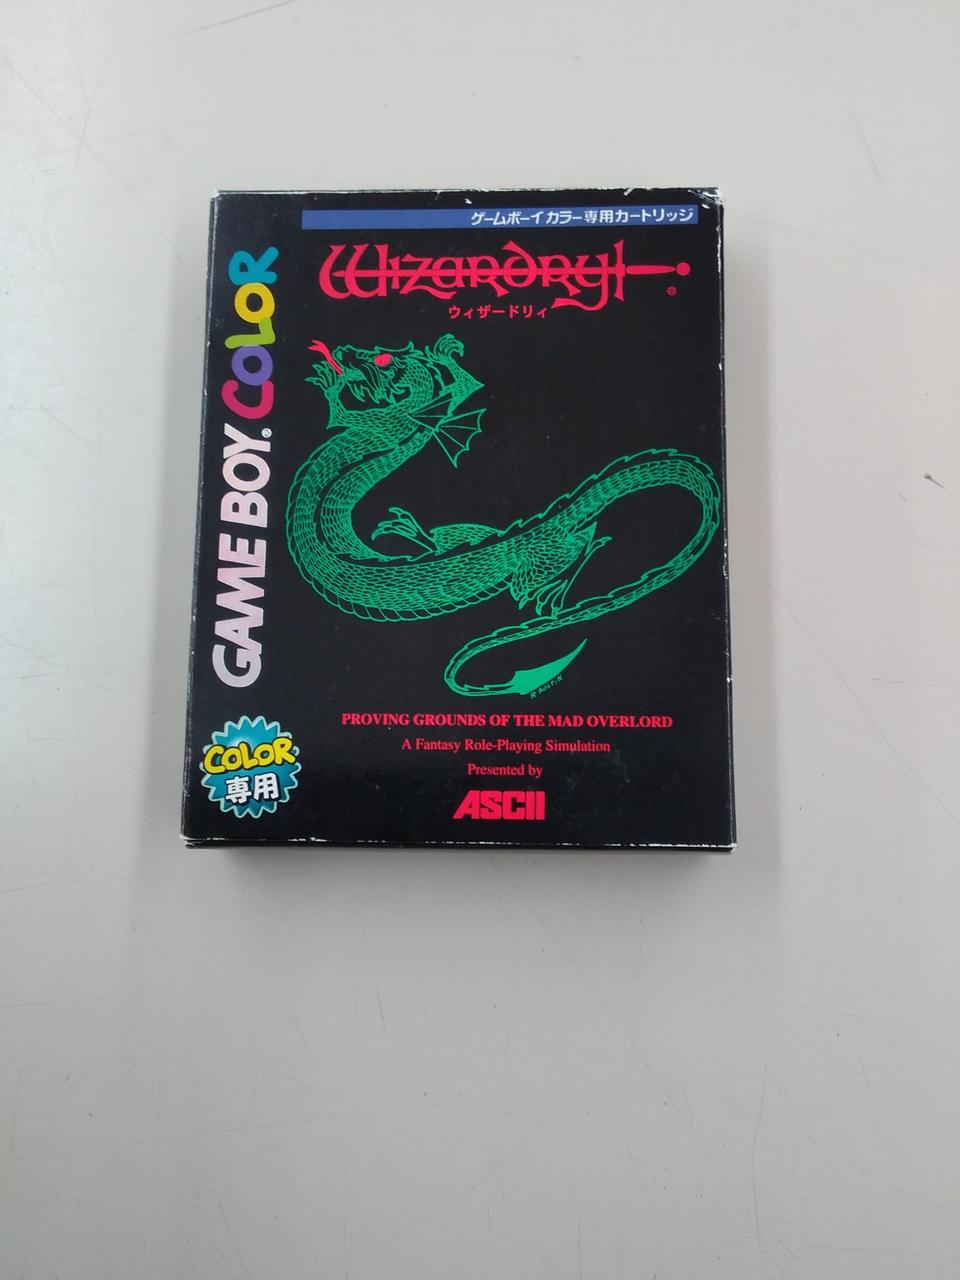 ゲームボーイカラー専用カートリッジ
Wizardry®
ウィザードリィ
GAME BOY® COLOR
R AUSTIN
PROVING GROUNDS OF THE MAD OVERLORD
A Fantasy Role-Playing Simulation
Presented by
ASCII
COLOR
専用